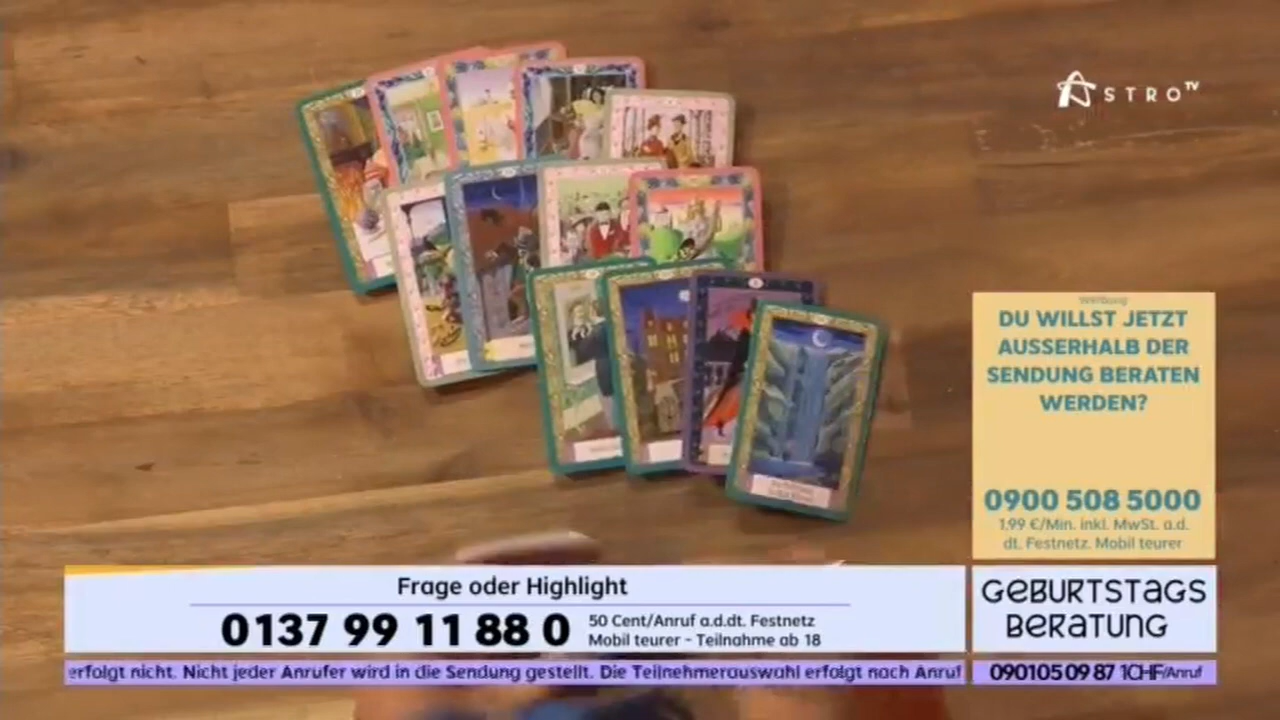 ASTRO TV
Werbung
DU WILLST JETZT
AUSSERHALB DER
SENDUNG BERATEN
WERDEN?
0900 508 5000
1,99 €/Min. inkl. MwSt. a.d.
dt. Festnetz. Mobil teurer
Frage oder Highlight
0137 99 11 88 0
50 Cent/Anruf a.d.dt. Festnetz
Mobil teurer - Teilnahme ab 18
GEBURTSTAGS
BERATUNG
erfolgt nicht. Nicht jeder Anrufer wird in die Sendung gestellt. Die Teilnehmerauswahl erfolgt nach Anruf
090105 09 87 1CHF/Anruf